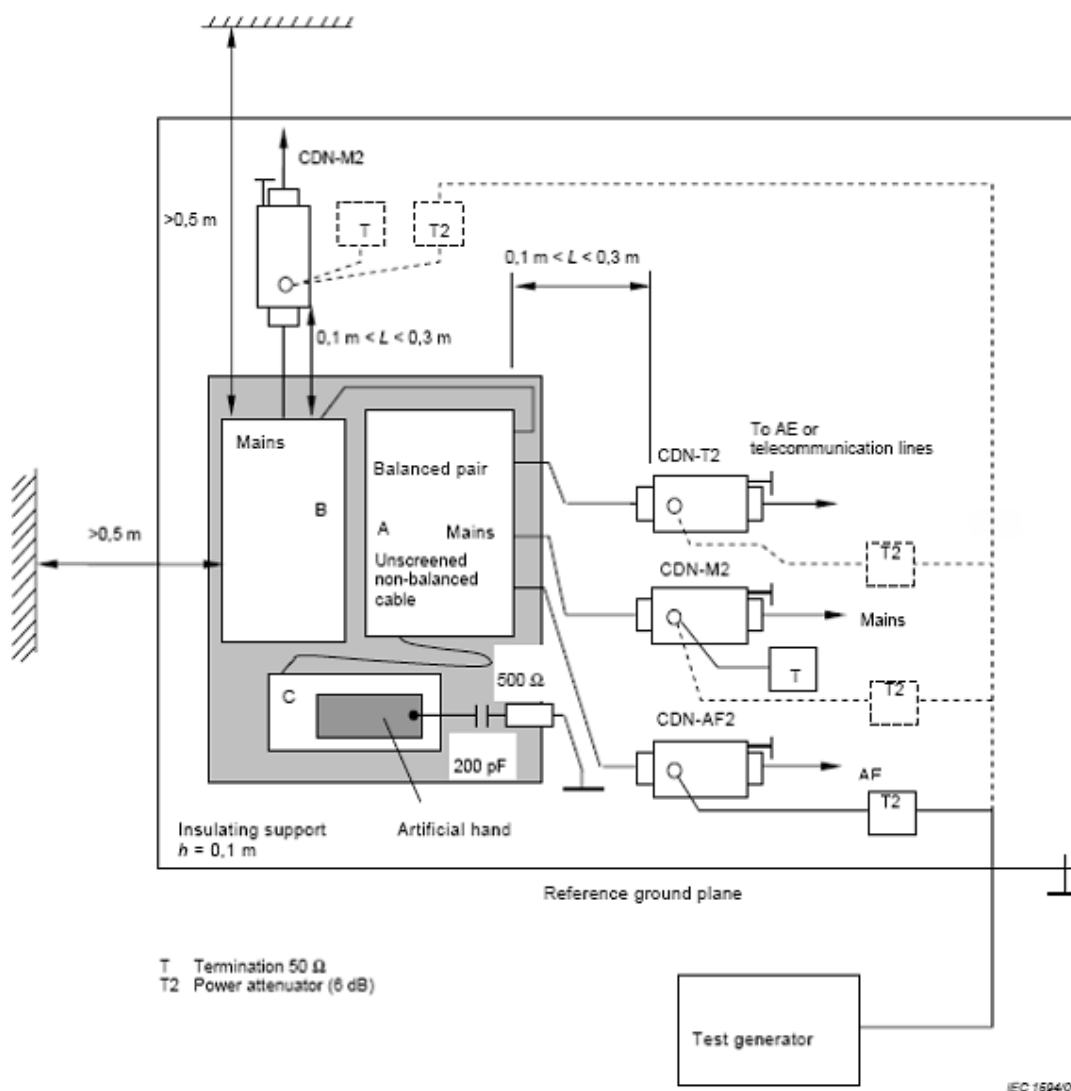 CDN-M2
>0,5 m
T
T2
0,1 m < L < 0,3 m
0,1 m < L < 0,3 m
Mains
B
Balanced pair
A
Mains
Unscreened
non-balanced
cable
To AE or
telecommunication lines
CDN-T2
T2
>0,5 m
CDN-M2
Mains
T
T2
C
500 Ω
200 pF
CDN-AF2
T2
Insulating support
h = 0,1 m
Artificial hand
Reference ground plane
T Termination 50 Ω
T2 Power attenuator (6 dB)
Test generator
IEC